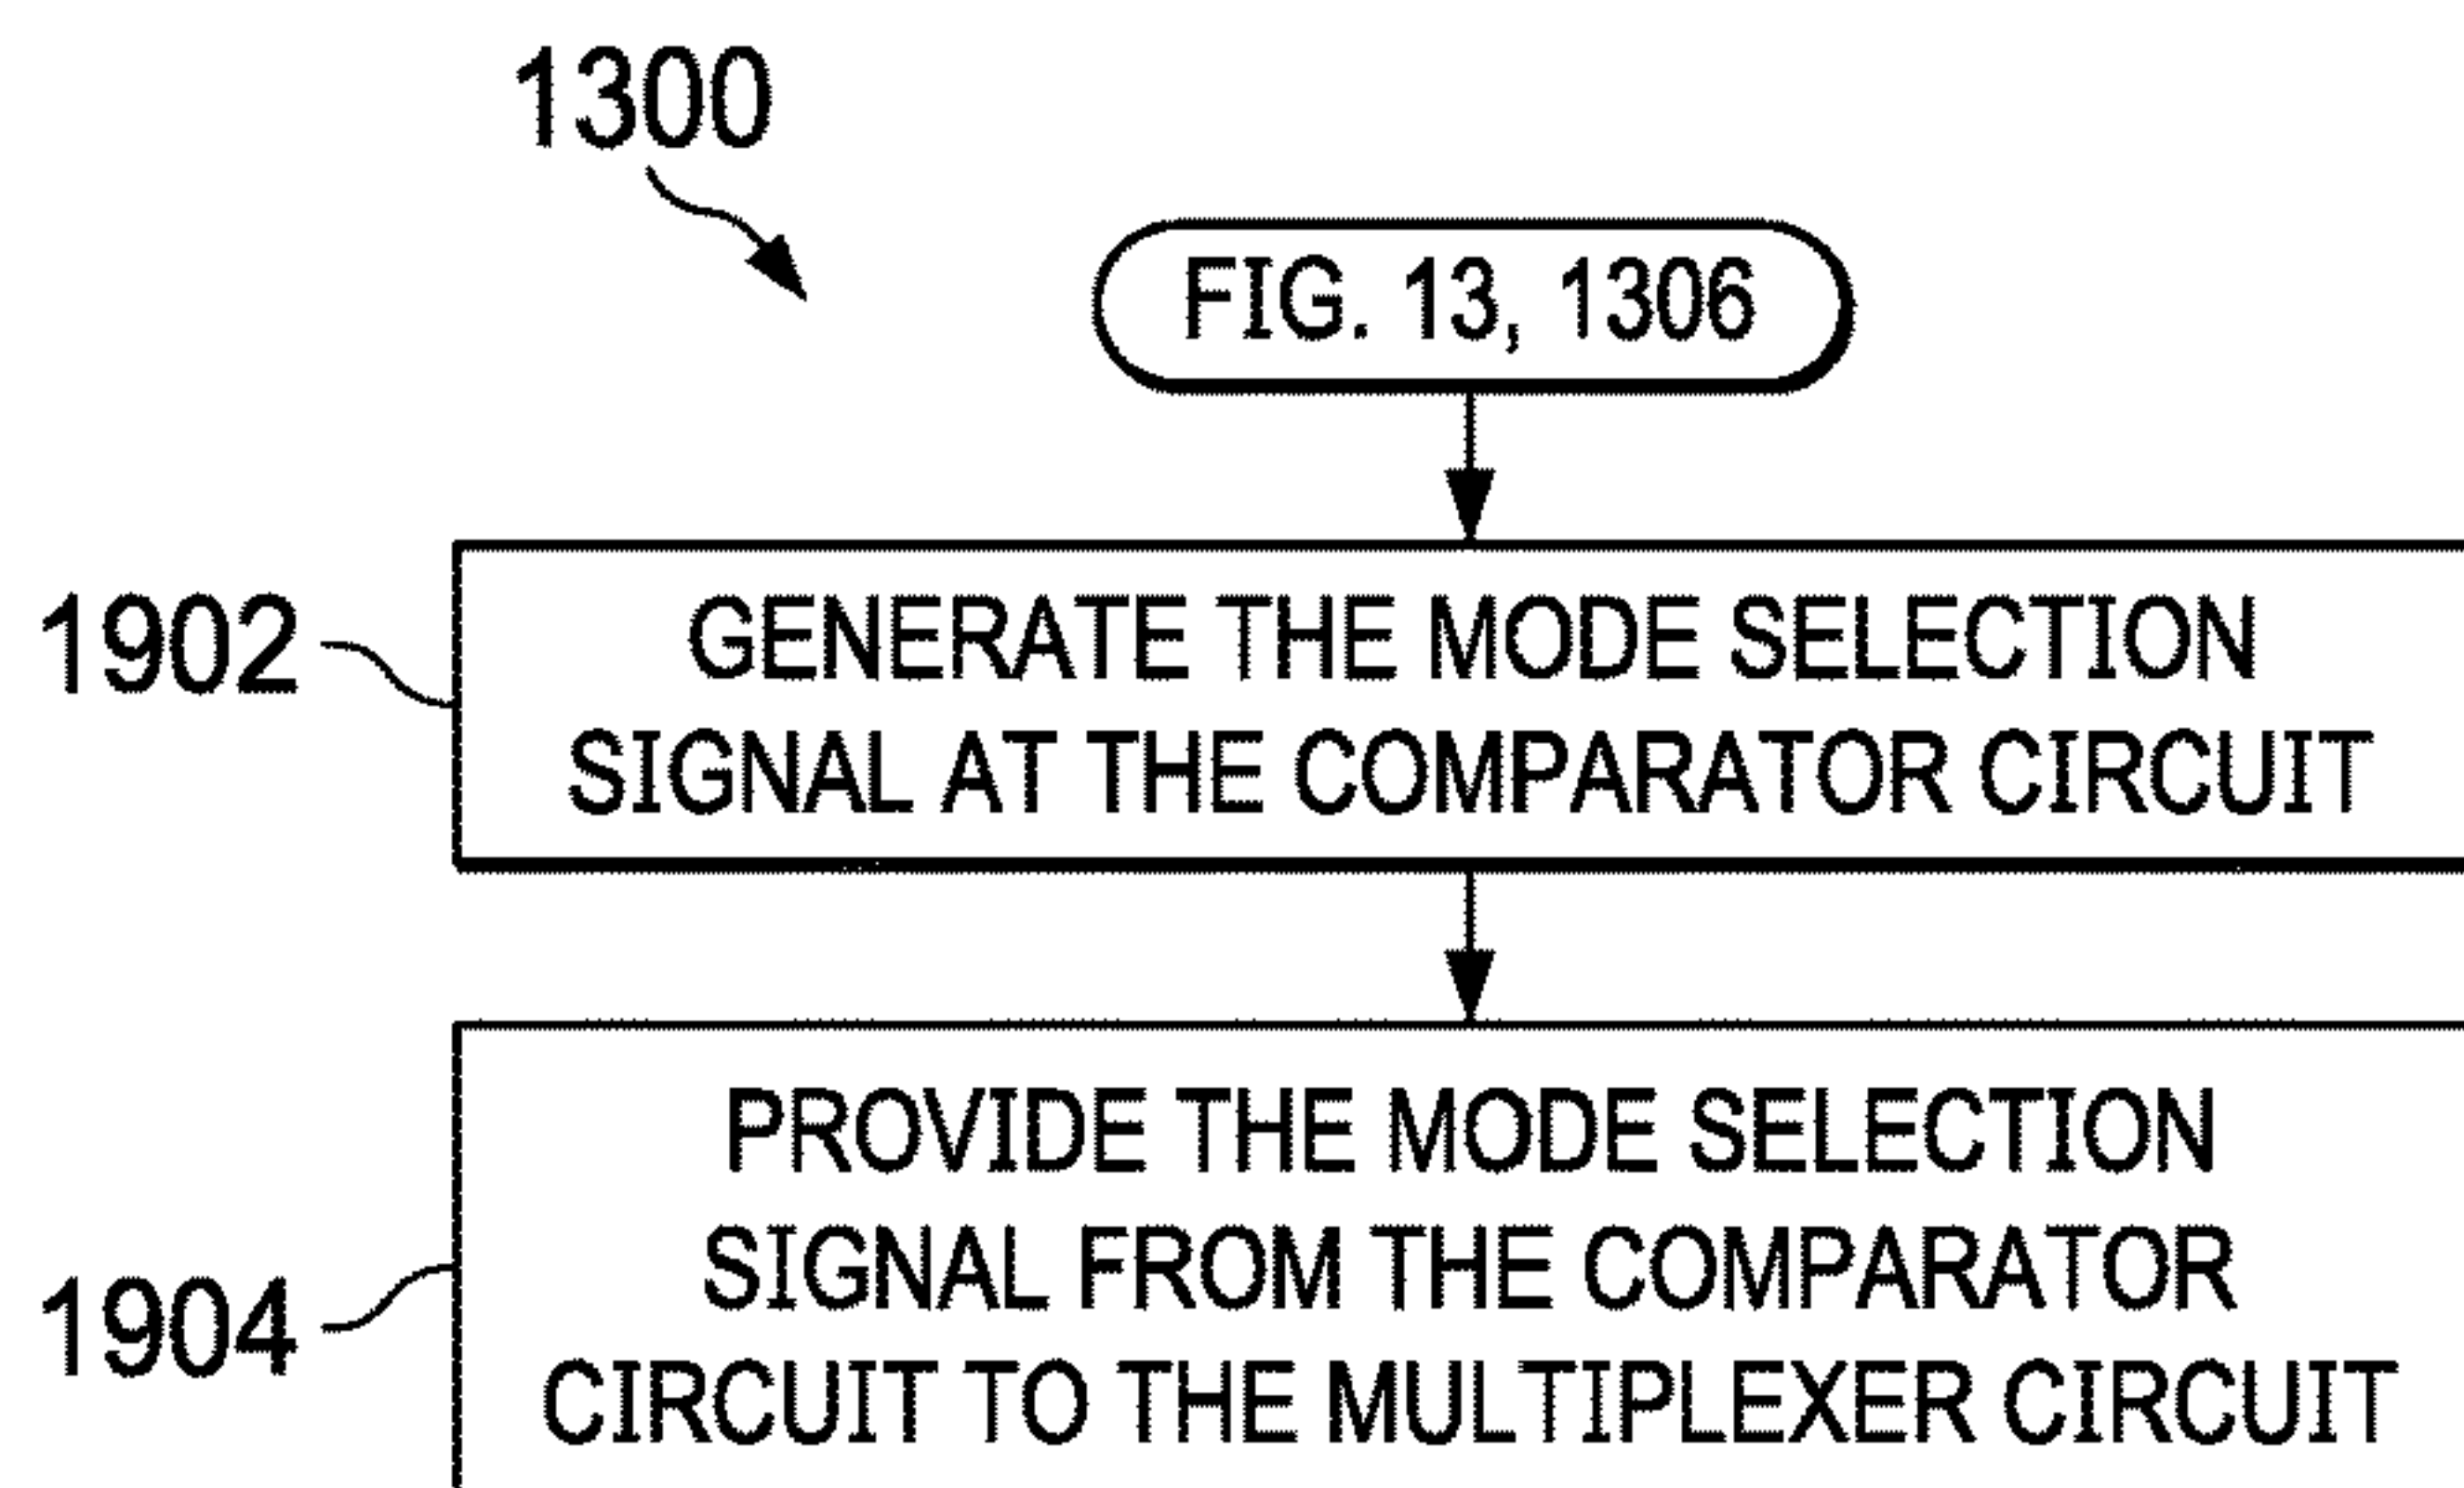 1300
FIG. 13, 1306
1902
GENERATE THE MODE SELECTION
SIGNAL AT THE COMPARATOR CIRCUIT
1904
PROVIDE THE MODE SELECTION
SIGNAL FROM THE COMPARATOR
CIRCUIT TO THE MULTIPLEXER CIRCUIT